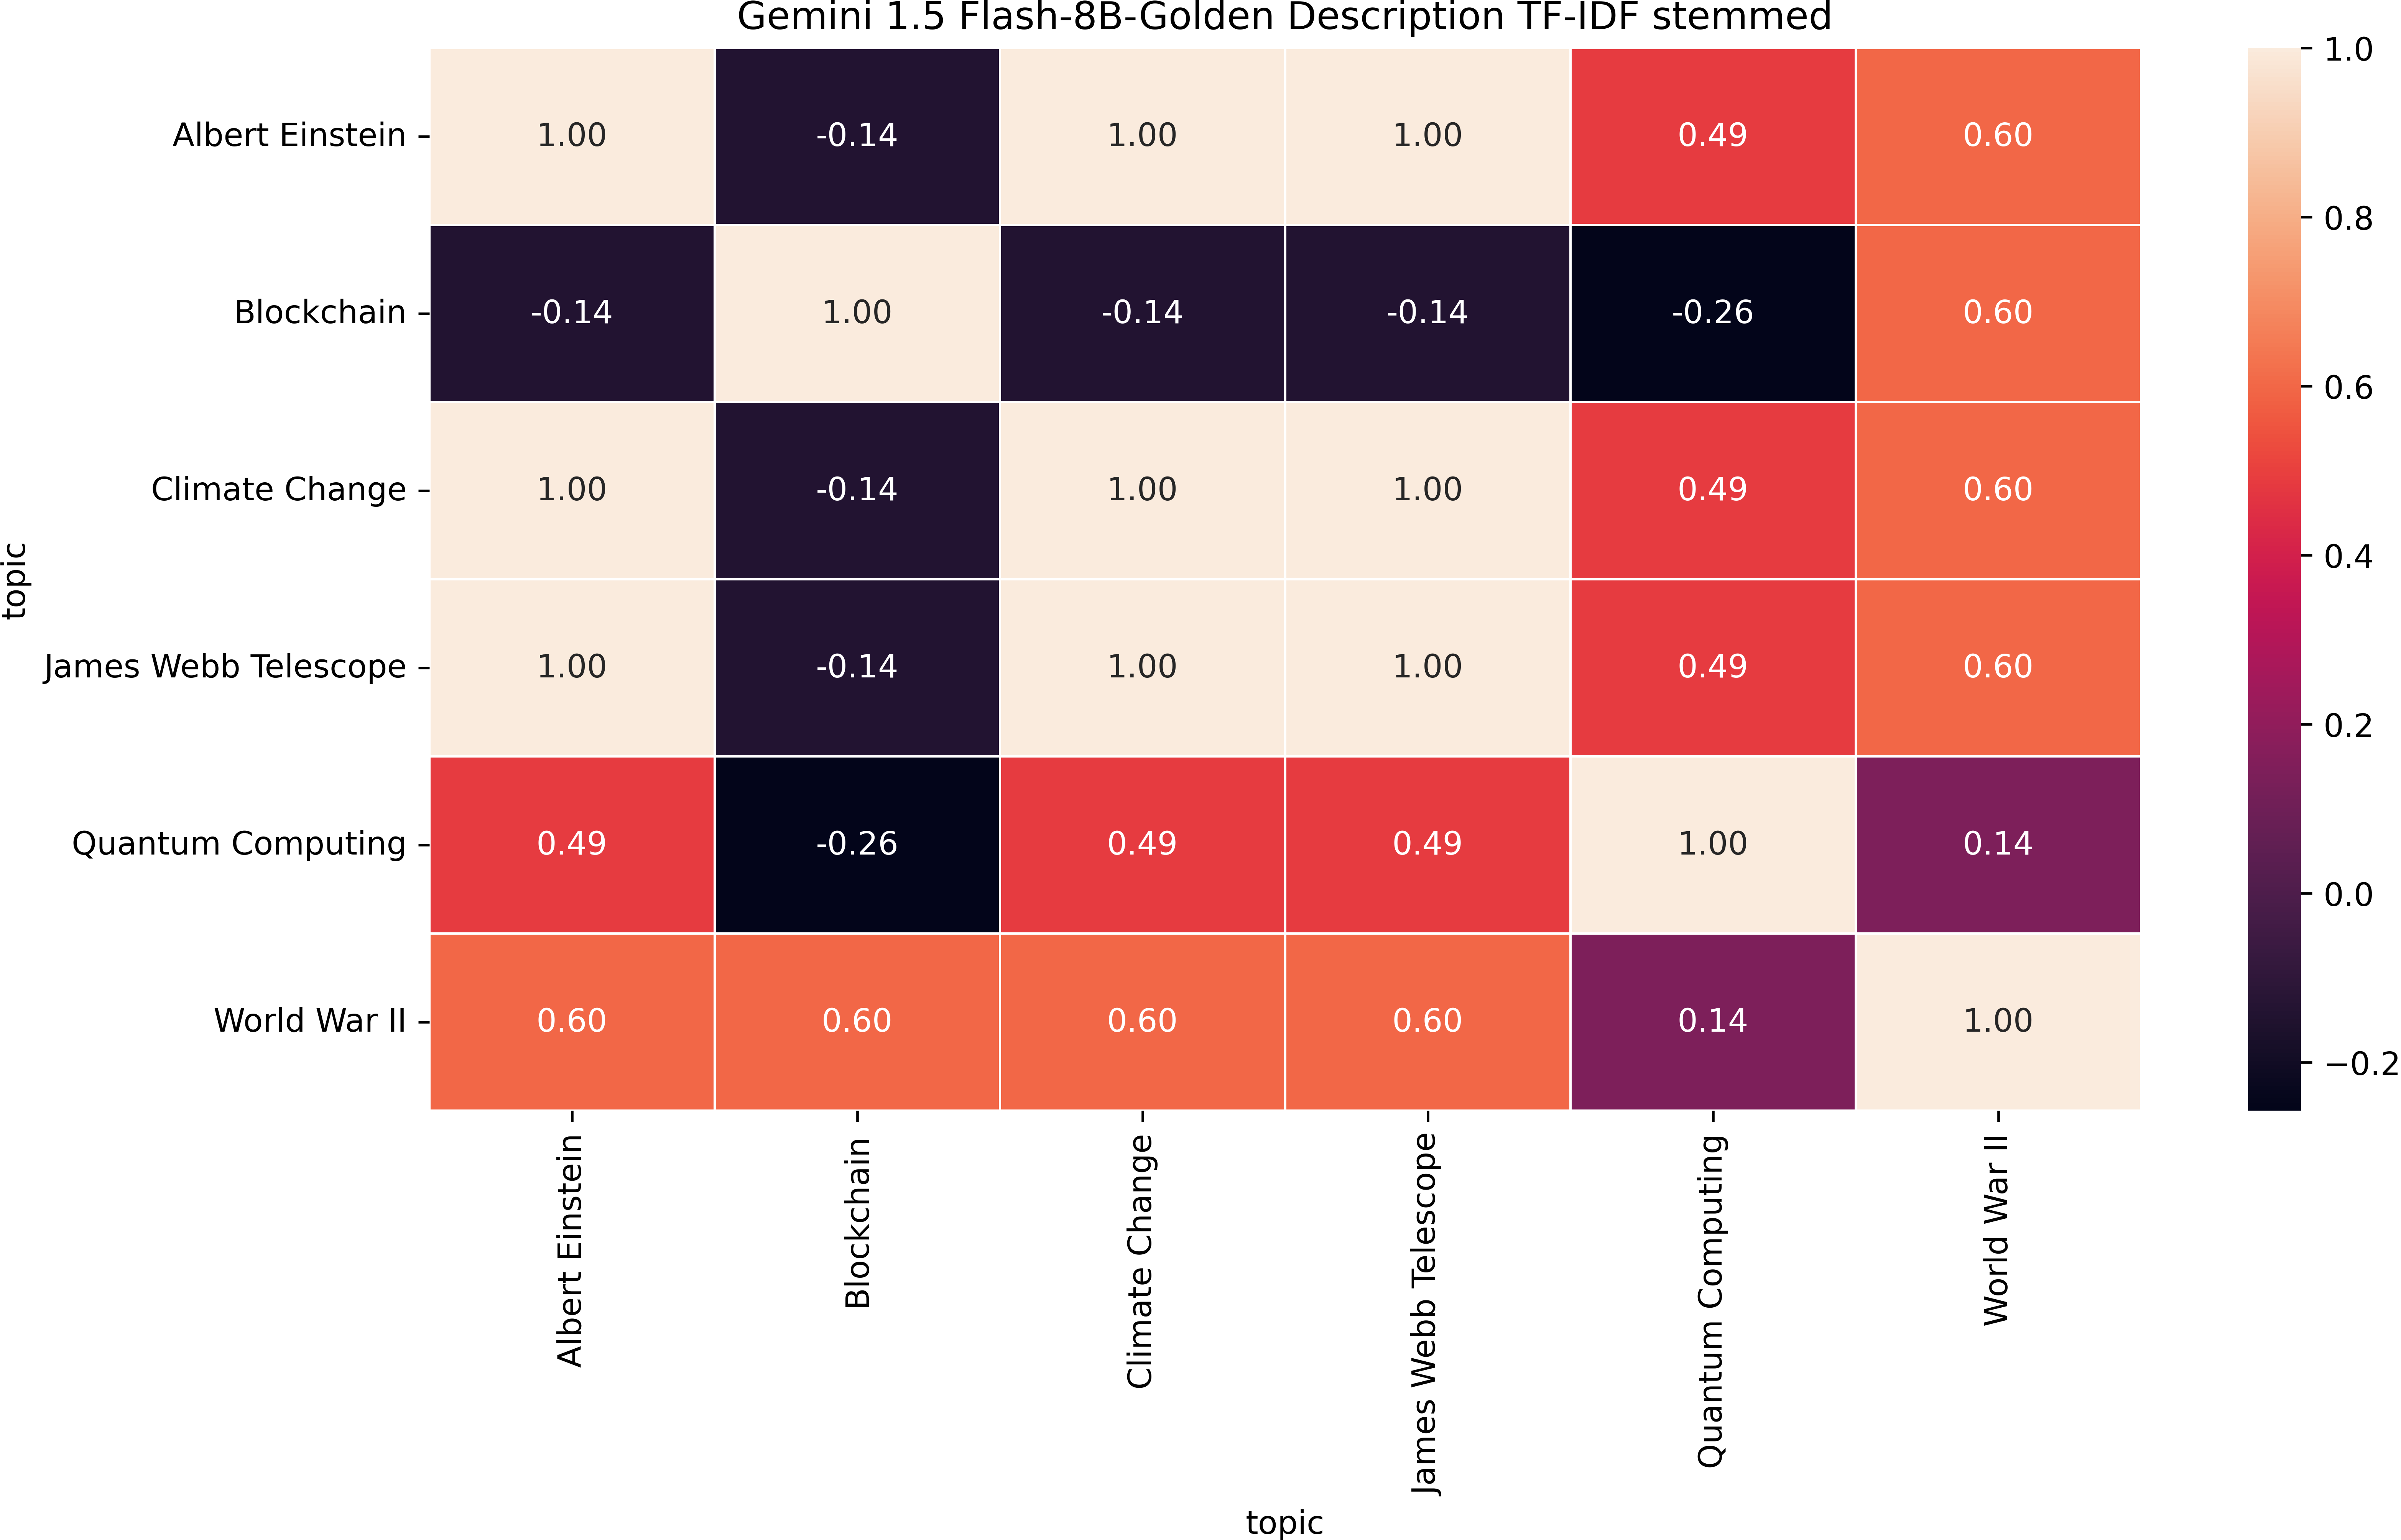 Gemini 1.5 Flash-8B-Golden Description TF-IDF stemmed
Albert Einstein 1.00 -0.14 1.00 1.00 0.49 0.60
Blockchain -0.14 1.00 -0.14 -0.14 -0.26 0.60
Climate Change 1.00 -0.14 1.00 1.00 0.49 0.60
James Webb Telescope 1.00 -0.14 1.00 1.00 0.49 0.60
Quantum Computing 0.49 -0.26 0.49 0.49 1.00 0.14
World War II 0.60 0.60 0.60 0.60 0.14 1.00
topic
Albert Einstein
Blockchain
Climate Change
James Webb Telescope
Quantum Computing
World War II
topic
1.0
0.8
0.6
0.4
0.2
0.0
−0.2